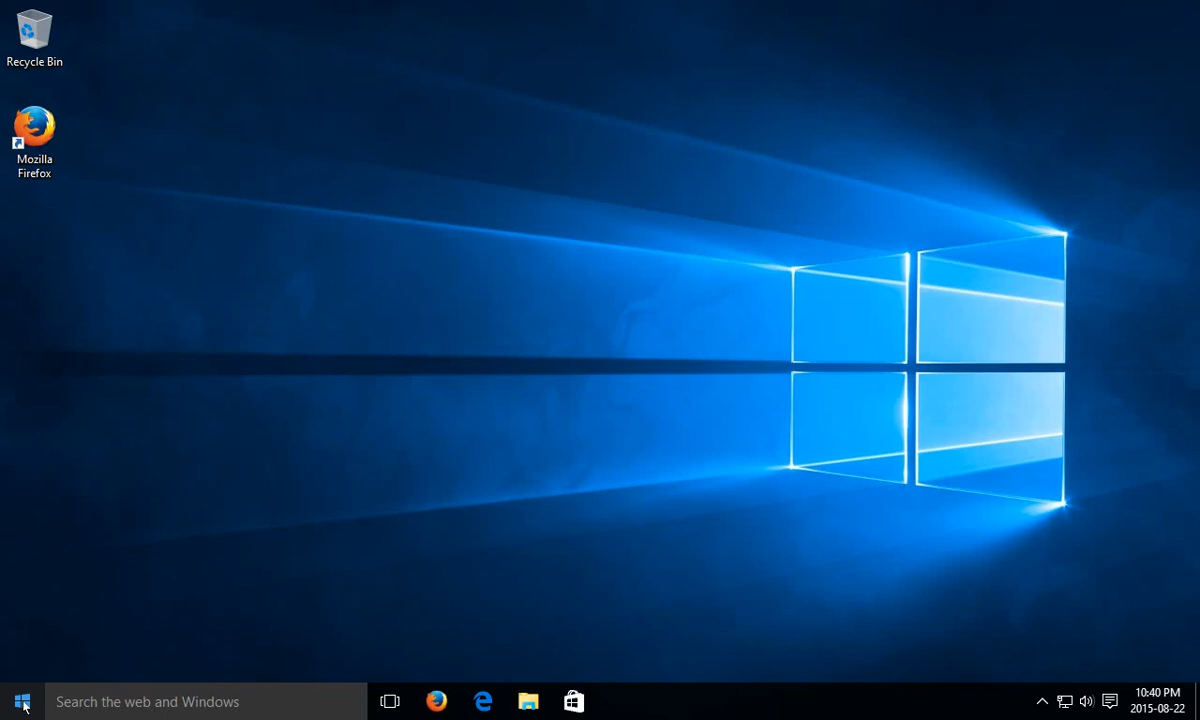 Recycle Bin
Mozilla
Firefox
Search the web and Windows
10:40 PM
2015-08-22